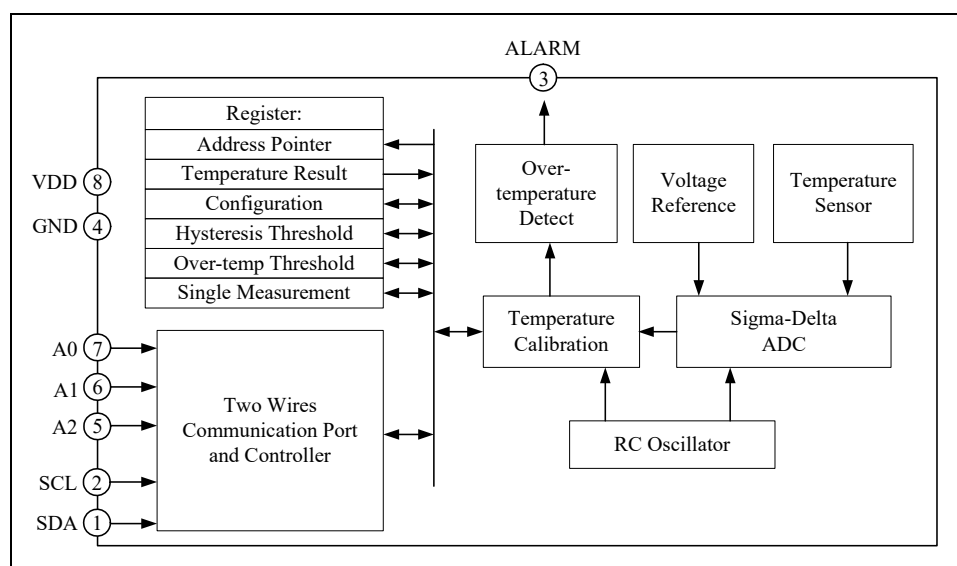 ALARM
3
Register:
Address Pointer
Temperature Result
Configuration
Hysteresis Threshold
Over-temp Threshold
Single Measurement
VDD 8
GND 4
Over-
temperature
Detect
Voltage
Reference
Temperature
Sensor
Temperature
Calibration
Sigma-Delta
ADC
RC Oscillator
A0 7
A1 6
A2 5
SCL 2
SDA 1
Two Wires
Communication Port
and Controller